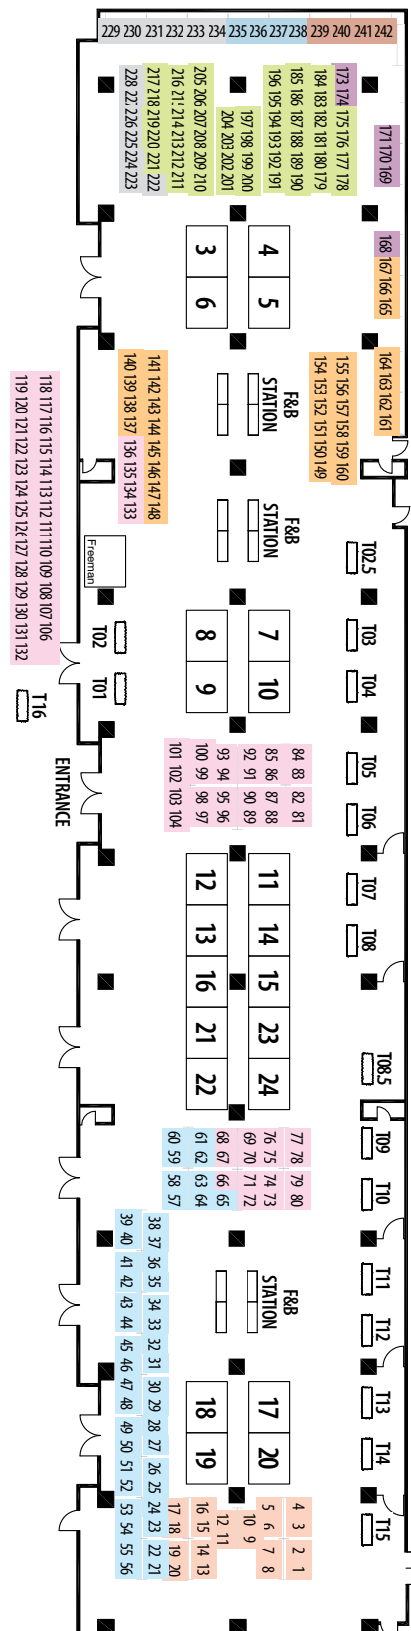 229 230 231 232 233 234 235 236 237 238 239 240 241 242
228 22 226 225 224 223
217 218 219 220 221 222
216 21 214 213 212 211
205 206 207 208 209 210
204 203 202 201
197 198 199 200
196 195 194 193 192 191
185 186 187 188 189 190
184 183 182 181 180 179
173 174 175 176 177 178
171 170 169
168 167 166 165
164 163 162 161
3 4
6 5
F&B
STATION
140 139 138 137 136 135 134 133
141 142 143 144 145 146 147 148
154 153 152 151 150 149
155 156 157 158 159 160
118 117 116 115 114 113 112 111 110 109 108 107 106
119 120 121 122 123 124 125 126 127 128 129 130 131 132
F&B
STATION
Freeman
T02.5
T02
T03
T01
T04
T16
8 7
9 10
ENTRANCE
T05
T06
101 102 103 104
100 99 98 97
93 94 95 96
92 91 90 89
85 86 87 88
84 83 82 81
T07
T08
12 11
13 14
16 15
21 23
22 24
T08.5
T09
T10
60 59 58 57
61 62 63 64
68 67 66 65
69 70 71 72
76 75 74 73
77 78 79 80
39 40 41 42 43 44 45 46 47 48 49 50 51 52 53 54 55 56
38 37 36 35 34 33 32 31 30 29 28 27 26 25 24 23 22 21
F&B
STATION
T11
T12
18 17
19 20
T13
T14
T15
17 18 19 20
16 15 14 13
12 11
10 9
5 6 7 8
4 3 2 1